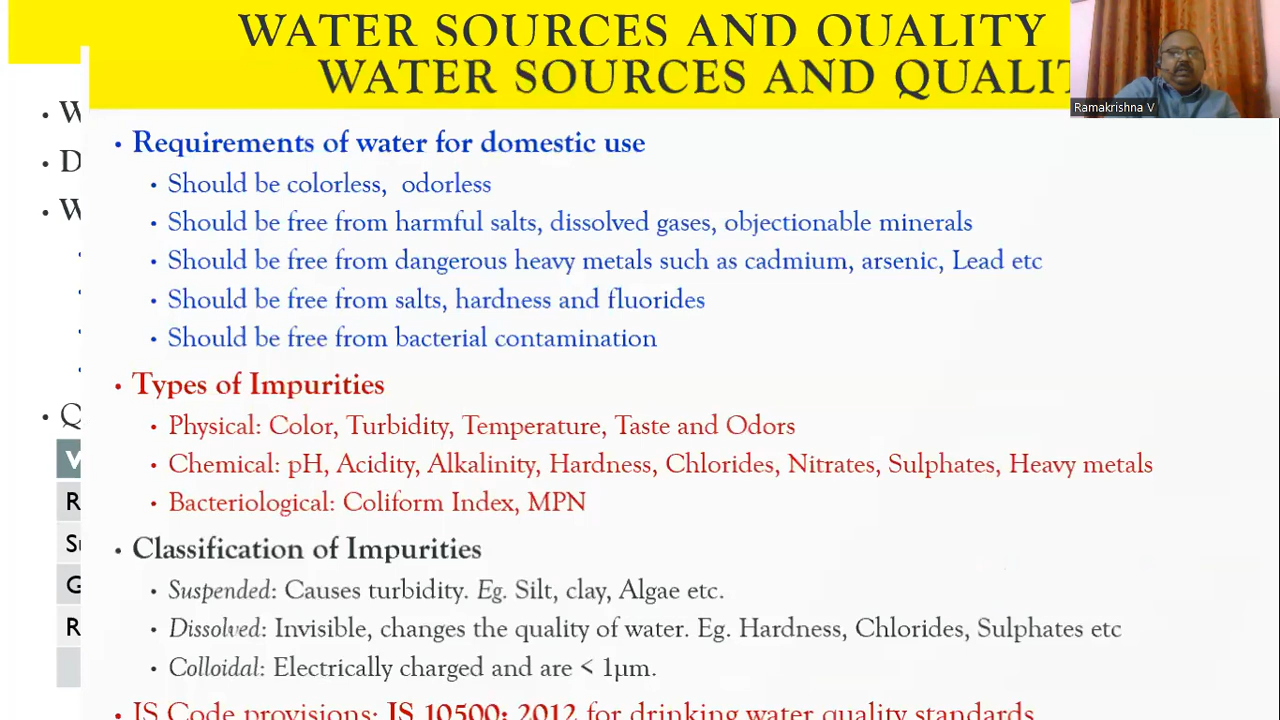 WATER SOURCES AND QUALITY
WATER SOURCES AND QUALIT
Ramakrishna V
• Requirements of water for domestic use
• Should be colorless, odorless
• Should be free from harmful salts, dissolved gases, objectionable minerals
• Should be free from dangerous heavy metals such as cadmium, arsenic, Lead etc
• Should be free from salts, hardness and fluorides
• Should be free from bacterial contamination
• Types of Impurities
• Physical: Color, Turbidity, Temperature, Taste and Odors
• Chemical: pH, Acidity, Alkalinity, Hardness, Chlorides, Nitrates, Sulphates, Heavy metals
• Bacteriological: Coliform Index, MPN
• Classification of Impurities
• Suspended: Causes turbidity. Eg. Silt, clay, Algae etc.
• Dissolved: Invisible, changes the quality of water. Eg. Hardness, Chlorides, Sulphates etc
• Colloidal: Electrically charged and are < 1µm.
• IS Code provisions: IS 10500: 2012 for drinking water quality standards